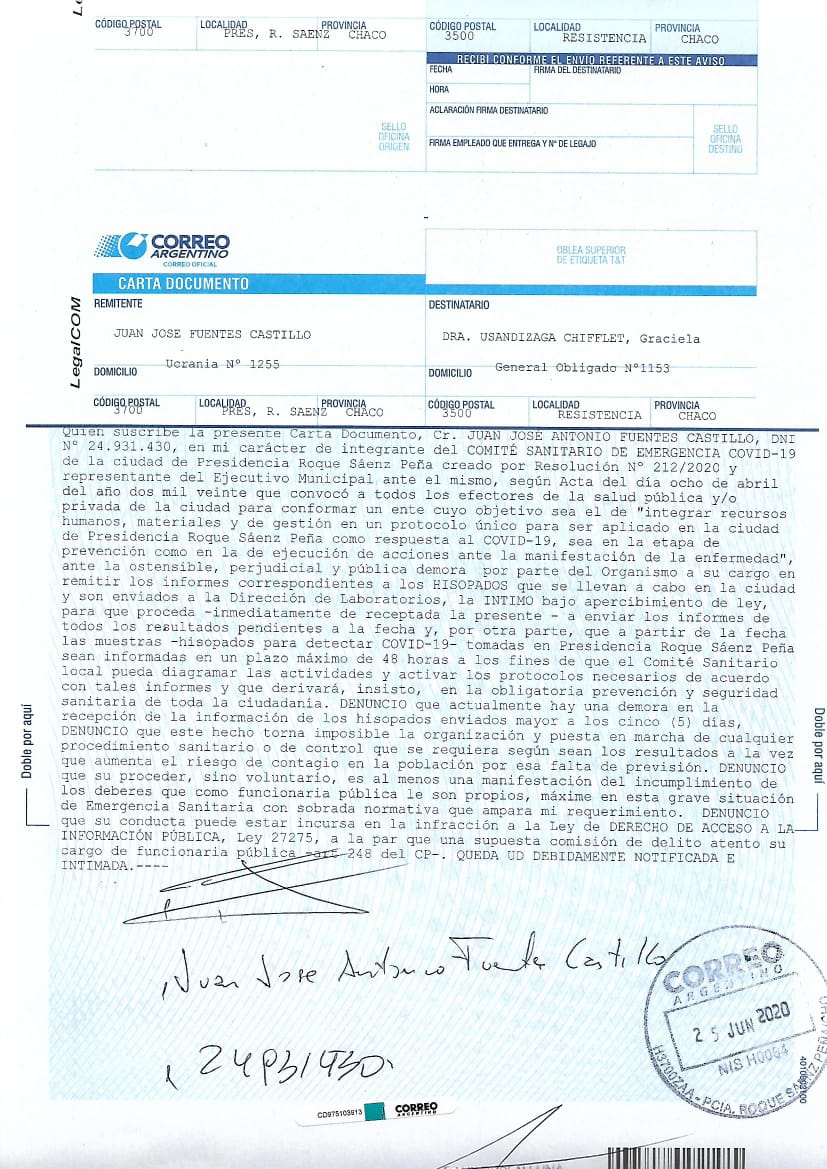 CÓDIGO POSTAL LOCALIDAD PROVINCIA CÓDIGO POSTAL LOCALIDAD PROVINCIA
3700 PRES, R. SAENZ CHACO 3500 RESISTENCIA CHACO
RECIBÍ CONFORME EL ENVÍO REFERENTE A ESTE AVISO
FECHA FIRMA DEL DESTINATARIO
HORA
ACLARACIÓN FIRMA DESTINATARIO
SELLO
OFICINA
ORIGEN
SELLO
OFICINA
DESTINO
FIRMA EMPLEADO QUE ENTREGA Y Nº DE LEGAJO
CORREO
ARGENTINO
CORREO OFICIAL
OBLEA SUPERIOR
DE ETIQUETA T&T
CARTA DOCUMENTO
LegalCOM
REMITENTE DESTINATARIO
JUAN JOSE FUENTES CASTILLO DRA. USANDIZAGA CHIFFLET, Graciela
Ucrania Nº 1255 General Obligado Nº1153
DOMICILIO DOMICILIO
CÓDIGO POSTAL LOCALIDAD PROVINCIA CÓDIGO POSTAL LOCALIDAD PROVINCIA
3700 PRES, R. SAENZ CHACO 3500 RESISTENCIA CHACO
Quien suscribe la presente Carta Documento, Cr. JUAN JOSÉ ANTONIO FUENTES CASTILLO, DNI
Nº 24.931.430, en mi carácter de integrante del COMITÉ SANITARIO DE EMERGENCIA COVID-19
de la ciudad de Presidencia Roque Sáenz Peña creado por Resolución Nº 212/2020 y
representante del Ejecutivo Municipal ante el mismo, según Acta del día ocho de abril
del año dos mil veinte que convocó a todos los efectores de la salud pública y/o
privada de la ciudad para conformar un ente cuyo objetivo sea el de "integrar recursos
humanos, materiales y de gestión en un protocolo único para ser aplicado en la ciudad
de Presidencia Roque Sáenz Peña como respuesta al COVID-19, sea en la etapa de
prevención como en la de ejecución de acciones ante la manifestación de la enfermedad",
ante la ostensible, perjudicial y pública demora por parte del Organismo a su cargo en
remitir los informes correspondientes a los HISOPADOS que se llevan a cabo en la ciudad
y son enviados a la Dirección de Laboratorios, la INTIMO bajo apercibimiento de ley,
para que proceda -inmediatamente de receptada la presente - a enviar los informes de
todos los resultados pendientes a la fecha y, por otra parte, que a partir de la fecha
las muestras -hisopados para detectar COVID-19- tomadas en Presidencia Roque Sáenz Peña
sean informadas en un plazo máximo de 48 horas a los fines de que el Comité Sanitario
local pueda diagramar las actividades y activar los protocolos necesarios de acuerdo
con tales informes y que derivará, insisto, en la obligatoria prevención y seguridad
sanitaria de toda la ciudadanía. DENUNCIO que actualmente hay una demora en la
recepción de la información de los hisopados enviados mayor a los cinco (5) días,
DENUNCIO que este hecho torna imposible la organización y puesta en marcha de cualquier
procedimiento sanitario o de control que se requiera según sean los resultados a la vez
que aumenta el riesgo de contagio en la población por esa falta de previsión. DENUNCIO
que su proceder, sino voluntario, es al menos una manifestación del incumplimiento de
los deberes que como funcionaria pública le son propios, máxime en esta grave situación
de Emergencia Sanitaria con sobrada normativa que ampara mi requerimiento. DENUNCIO
que su conducta puede estar incursa en la infracción a la Ley de DERECHO DE ACCESO A LA
INFORMACIÓN PÚBLICA, Ley 27275, a la par que una supuesta comisión de delito atento su
cargo de funcionaria pública -art 248 del CP-. QUEDA UD DEBIDAMENTE NOTIFICADA E
INTIMADA.----
Doble por aquí
Doble por aquí
Juan Jose Antonio Fuentes Castillo
24931430
CORREO
ARGENTINO
25 JUN 2020
NIS H0064
H3700ZAA - PCIA. ROQUE SAENZ PEÑA
CD975103913 CORREO
ARGENTINO